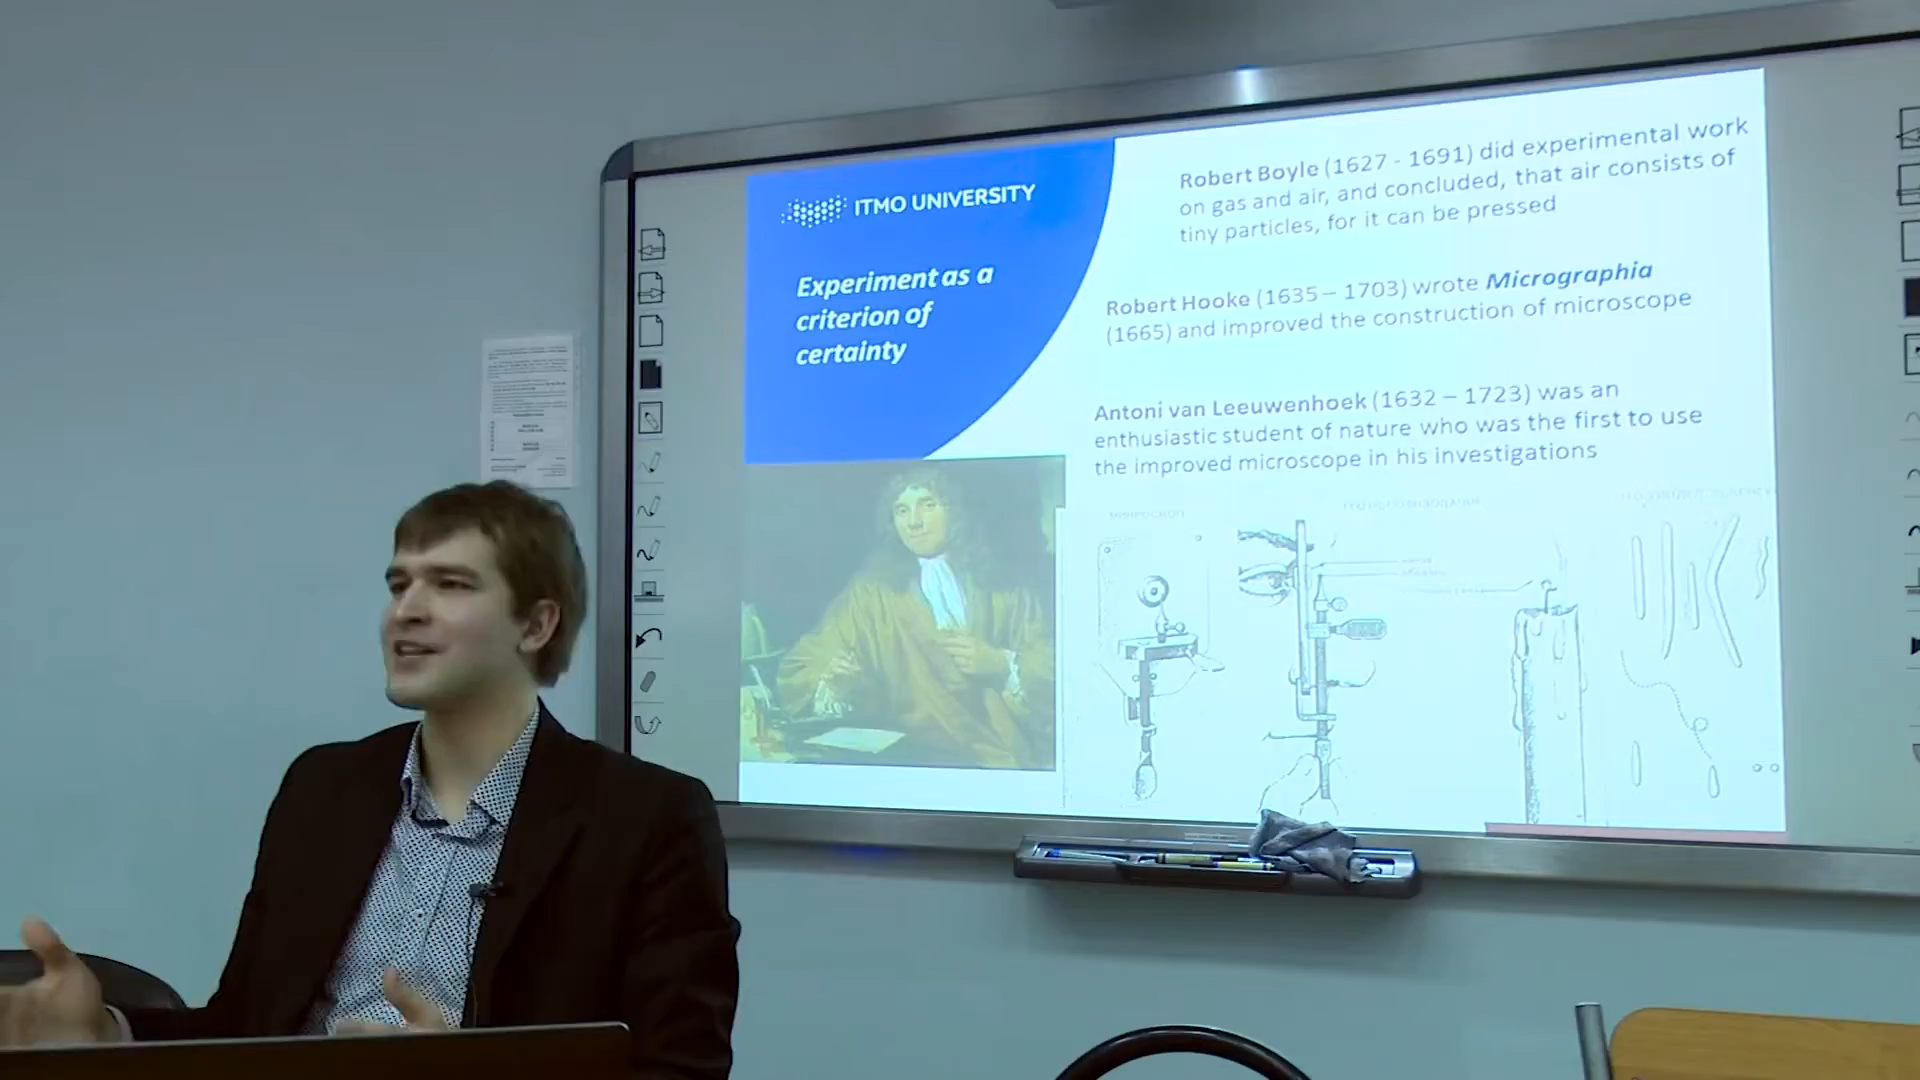 ITMO UNIVERSITY
Experiment as a
criterion of
certainty
Robert Boyle (1627 - 1691) did experimental work
on gas and air, and concluded, that air consists of
tiny particles, for it can be pressed
Robert Hooke (1635 – 1703) wrote Micrographia
(1665) and improved the construction of microscope
Antoni van Leeuwenhoek (1632 – 1723) was an
enthusiastic student of nature who was the first to use
the improved microscope in his investigations
МИКРОСКОП